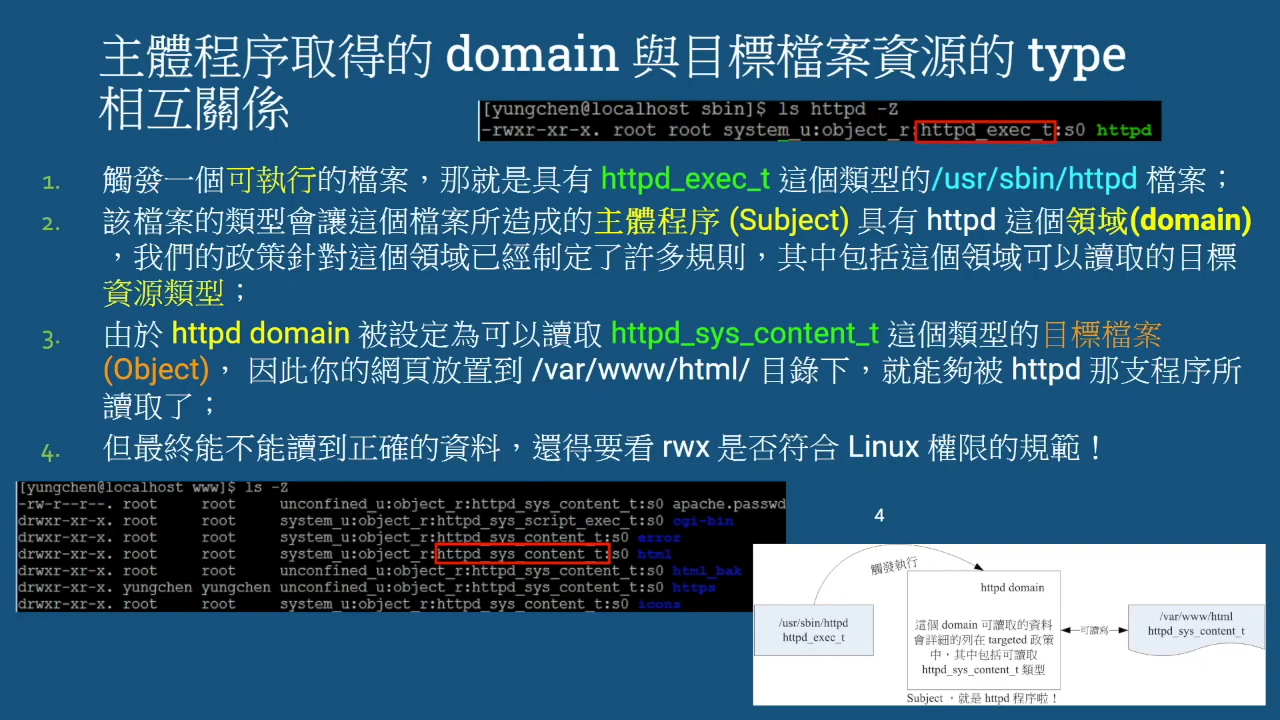 主體程序取得的 domain 與目標檔案資源的 type
相互關係
[yungchen@localhost sbin]$ ls httpd -Z
-rwxr-xr-x. root root system_u:object_r:httpd_exec_t:s0 httpd
1. 觸發一個可執行的檔案，那就是具有 httpd_exec_t 這個類型的/usr/sbin/httpd 檔案；
2. 該檔案的類型會讓這個檔案所造成的主體程序 (Subject) 具有 httpd 這個領域(domain)
，我們的政策針對這個領域已經制定了許多規則，其中包括這個領域可以讀取的目標
資源類型；
3. 由於 httpd domain 被設定為可以讀取 httpd_sys_content_t 這個類型的目標檔案
(Object)， 因此你的網頁放置到 /var/www/html/ 目錄下，就能夠被 httpd 那支程序所
讀取了；
4. 但最終能不能讀到正確的資料，還得要看 rwx 是否符合 Linux 權限的規範！
[yungchen@localhost www]$ ls -Z
-rw-r--r--. root root unconfined_u:object_r:httpd_sys_content_t:s0 apache.passwd
drwxr-xr-x. root root system_u:object_r:httpd_sys_script_exec_t:s0 cgi-bin
drwxr-xr-x. root root system_u:object_r:httpd_sys_content_t:s0 error
drwxr-xr-x. root root system_u:object_r:httpd_sys_content_t:s0 html
drwxr-xr-x. root root unconfined_u:object_r:httpd_sys_content_t:s0 html_bak
drwxr-xr-x. yungchen yungchen unconfined_u:object_r:httpd_sys_content_t:s0 https
drwxr-xr-x. root root system_u:object_r:httpd_sys_content_t:s0 icons
4
觸發執行
httpd domain
/usr/sbin/httpd
httpd_exec_t
這個 domain 可讀取的資料
會詳細的列在 targeted 政策
中，其中包括可讀取
httpd_sys_content_t 類型
可讀寫
/var/www/html
httpd_sys_content_t
Subject ，就是 httpd 程序啦！